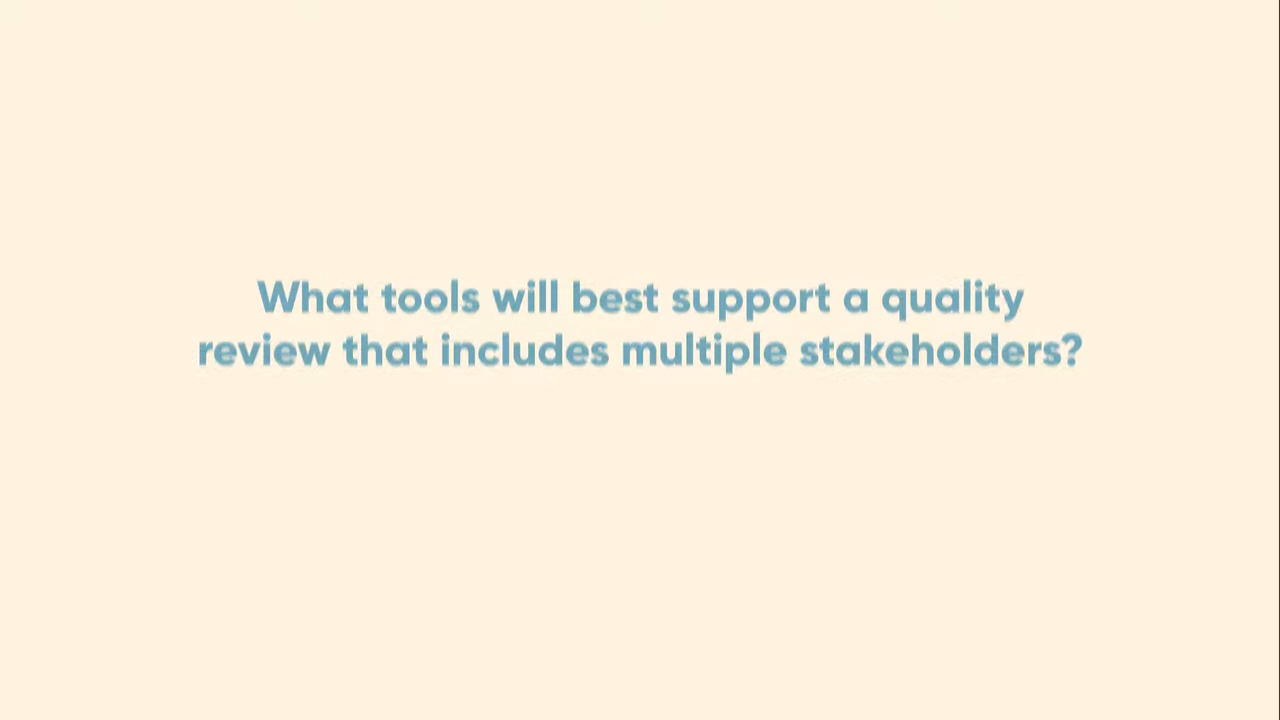 What tools will best support a quality
review that includes multiple stakeholders?